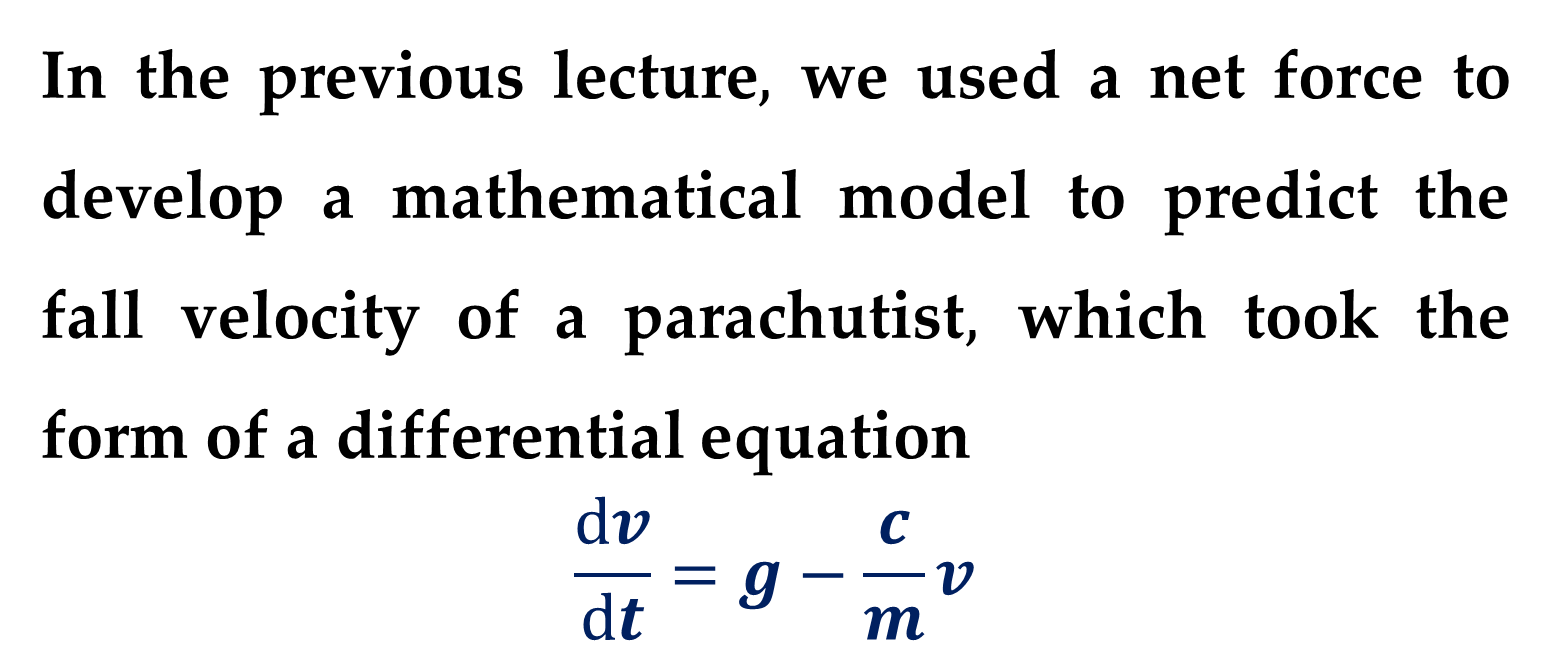 In the previous lecture, we used a net force to
develop a mathematical model to predict the
fall velocity of a parachutist, which took the
form of a differential equation
dv/dt = g − c/m v